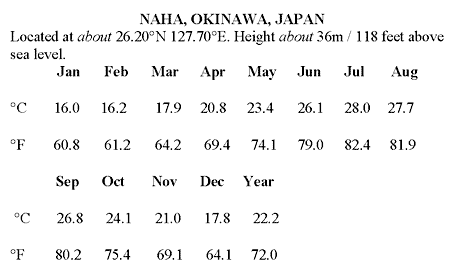 NAHA, OKINAWA, JAPAN
Located at about 26.20°N 127.70°E. Height about 36m / 118 feet above
sea level.
Jan Feb Mar Apr May Jun Jul Aug
°C 16.0 16.2 17.9 20.8 23.4 26.1 28.0 27.7
°F 60.8 61.2 64.2 69.4 74.1 79.0 82.4 81.9
Sep Oct Nov Dec Year
°C 26.8 24.1 21.0 17.8 22.2
°F 80.2 75.4 69.1 64.1 72.0